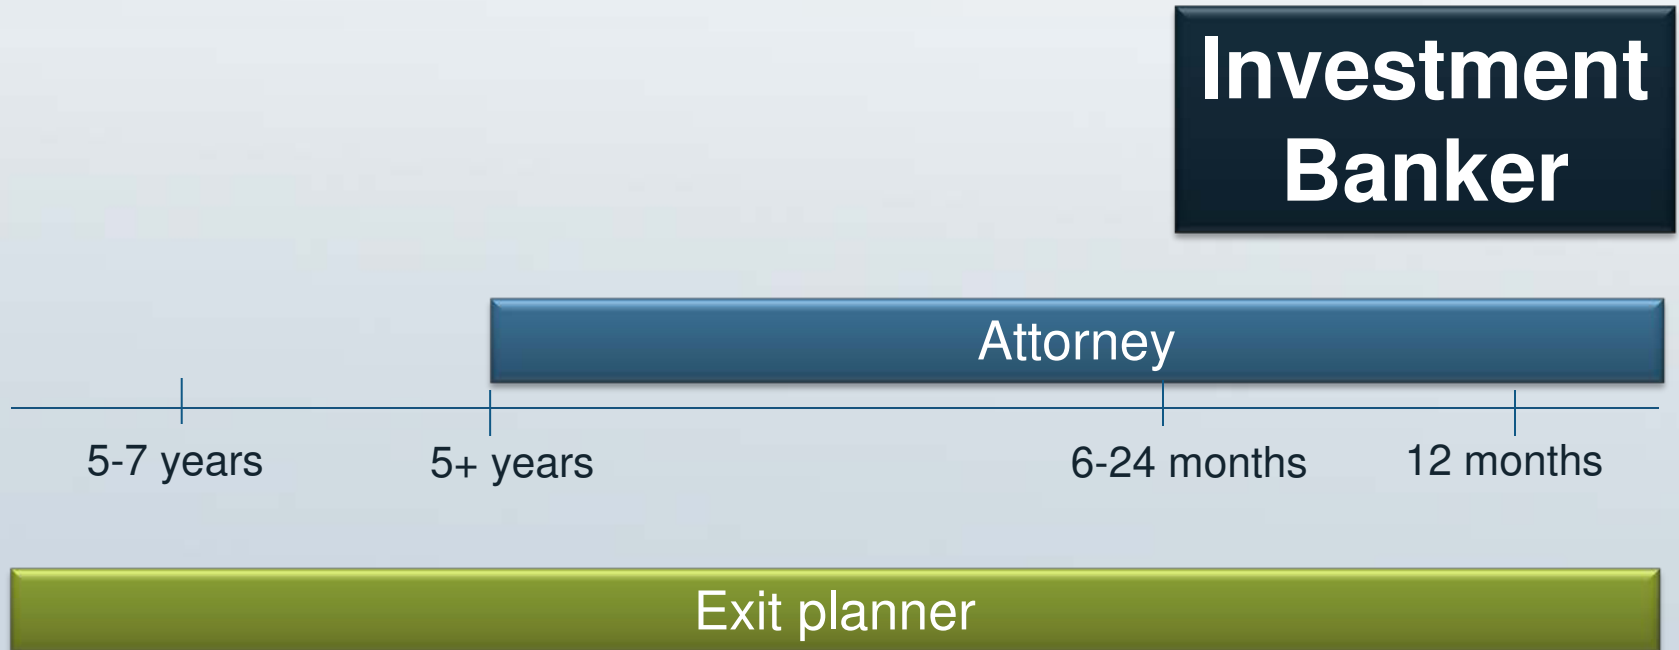 Investment
Banker
Attorney
5-7 years
5+ years
6-24 months
12 months
Exit planner